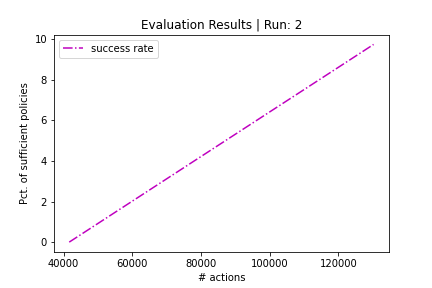 Evaluation Results | Run: 2
success rate
Pct. of sufficient policies
10
8
6
4
2
0
40000 60000 80000 100000 120000
# actions